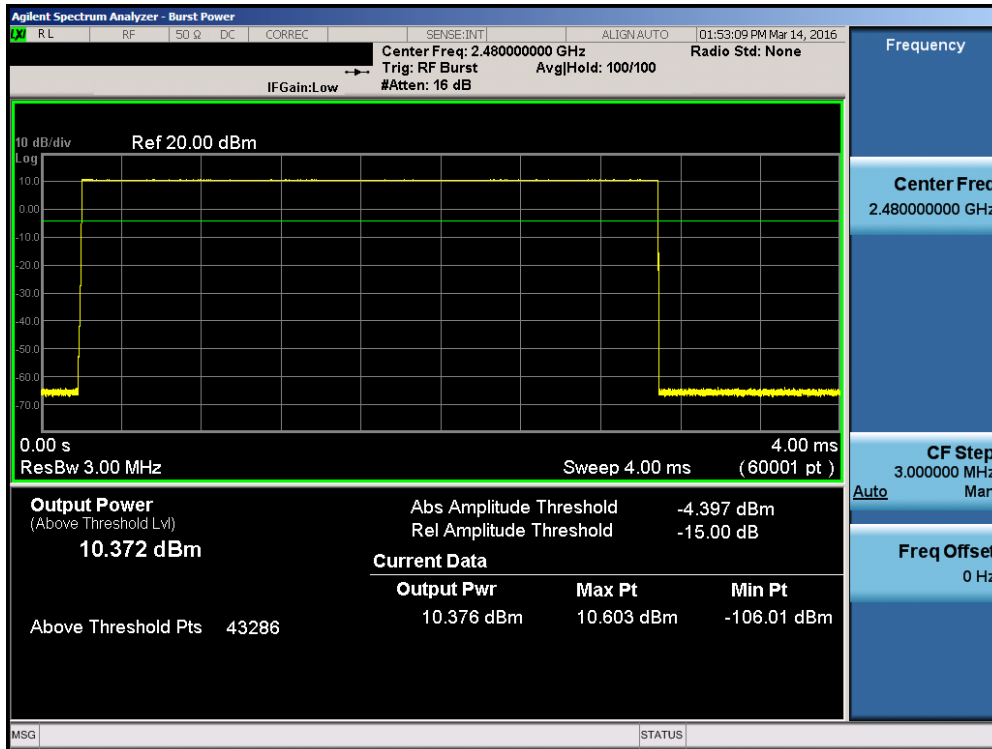 Agilent Spectrum Analyzer - Burst Power
LXI RL RF 50 Ω DC CORREC SENSE:INT ALIGN AUTO 01:53:09 PM Mar 14, 2016
Center Freq: 2.480000000 GHz Radio Std: None
Trig: RF Burst Avg|Hold: 100/100
IFGain:Low #Atten: 16 dB
10 dB/div Ref 20.00 dBm
Log
10.0
0.00
-10.0
-20.0
-30.0
-40.0
-50.0
-60.0
-70.0
0.00 s 4.00 ms
ResBw 3.00 MHz Sweep 4.00 ms (60001 pt)
Output Power
(Above Threshold Lvl)
10.372 dBm
Above Threshold Pts 43286
Abs Amplitude Threshold -4.397 dBm
Rel Amplitude Threshold -15.00 dB
Current Data
Output Pwr Max Pt Min Pt
10.376 dBm 10.603 dBm -106.01 dBm
MSG STATUS
Frequency
Center Freq
2.480000000 GHz
CF Step
3.000000 MHz
Auto Man
Freq Offset
0 Hz